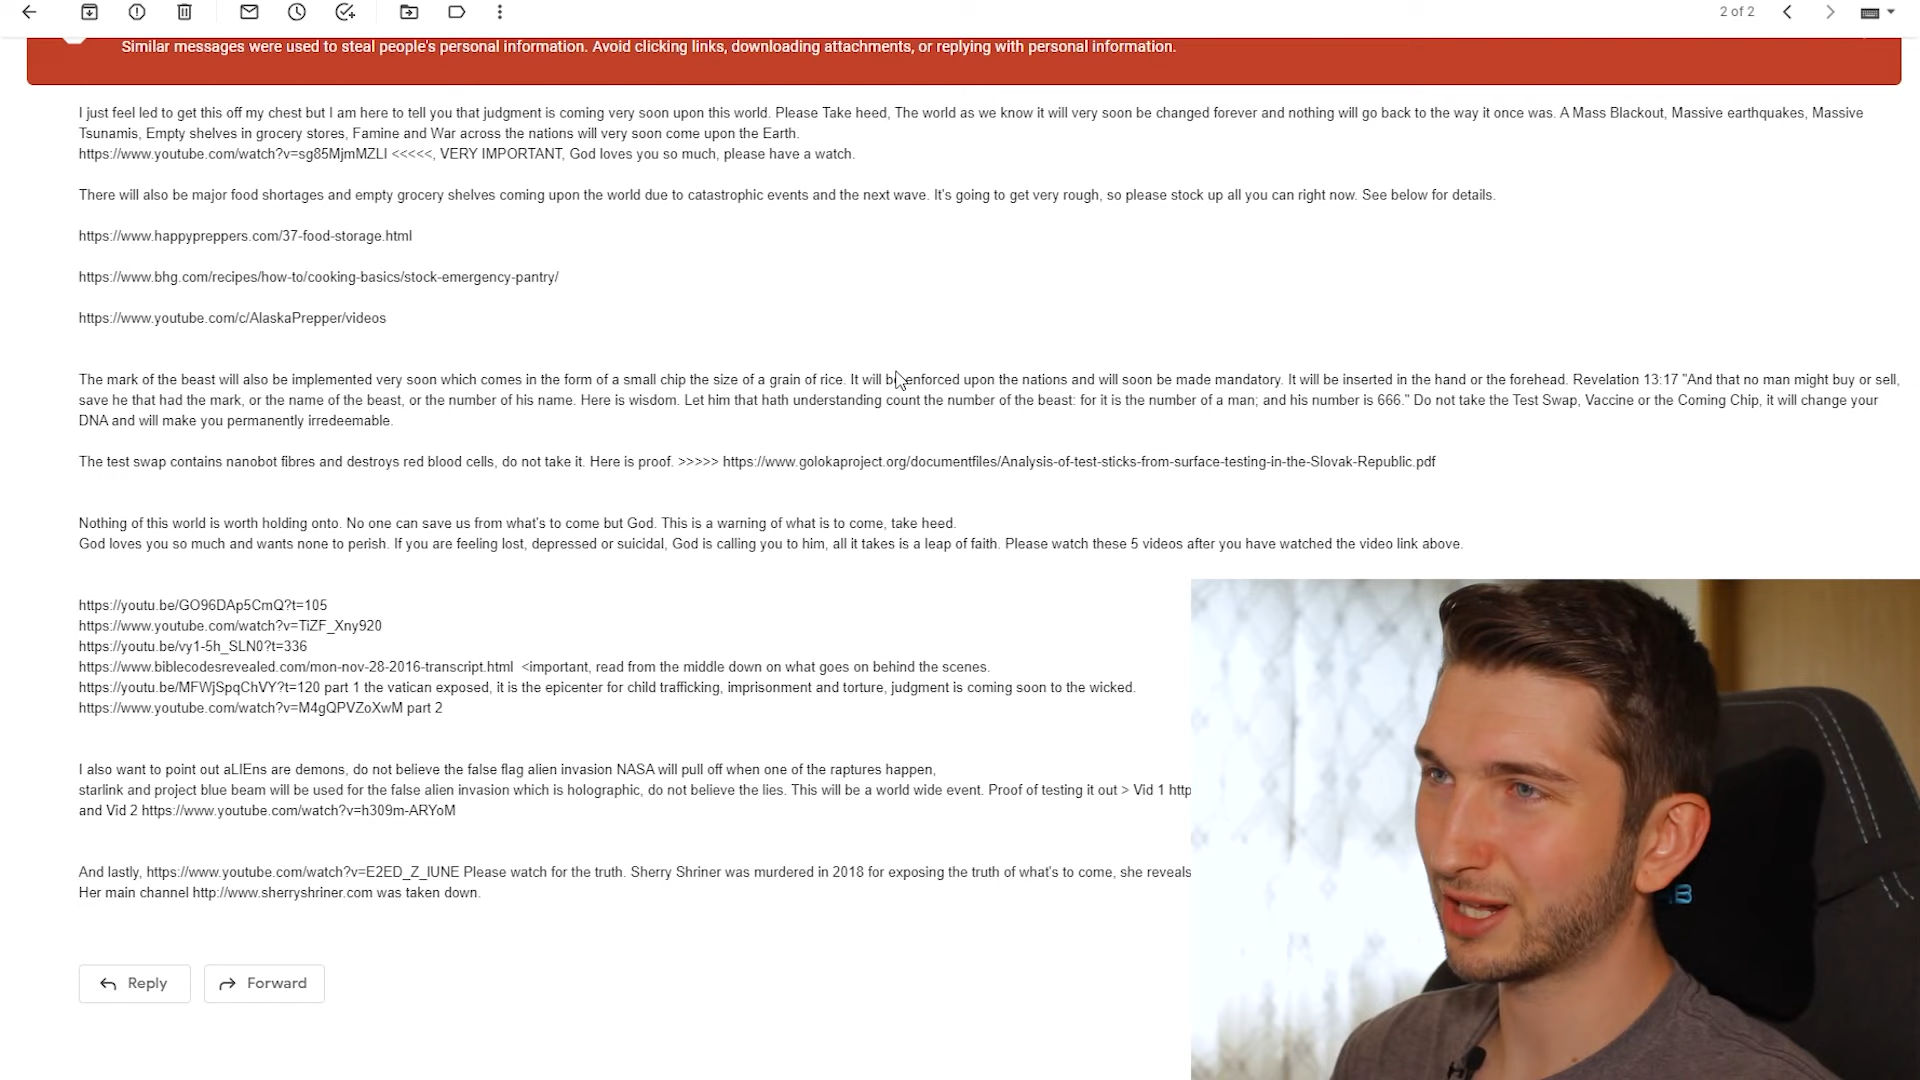 2 of 2
Similar messages were used to steal people's personal information. Avoid clicking links, downloading attachments, or replying with personal information.
I just feel led to get this off my chest but I am here to tell you that judgment is coming very soon upon this world. Please Take heed, The world as we know it will very soon be changed forever and nothing will go back to the way it once was. A Mass Blackout, Massive earthquakes, Massive
Tsunamis, Empty shelves in grocery stores, Famine and War across the nations will very soon come upon the Earth.
https://www.youtube.com/watch?v=sg85MjmMZLI <<<<<, VERY IMPORTANT, God loves you so much, please have a watch.
There will also be major food shortages and empty grocery shelves coming upon the world due to catastrophic events and the next wave. It's going to get very rough, so please stock up all you can right now. See below for details.
https://www.happypreppers.com/37-food-storage.html
https://www.bhg.com/recipes/how-to/cooking-basics/stock-emergency-pantry/
https://www.youtube.com/c/AlaskaPrepper/videos
The mark of the beast will also be implemented very soon which comes in the form of a small chip the size of a grain of rice. It will be enforced upon the nations and will soon be made mandatory. It will be inserted in the hand or the forehead. Revelation 13:17 "And that no man might buy or sell,
save he that had the mark, or the name of the beast, or the number of his name. Here is wisdom. Let him that hath understanding count the number of the beast: for it is the number of a man; and his number is 666." Do not take the Test Swap, Vaccine or the Coming Chip, it will change your
DNA and will make you permanently irredeemable.
The test swap contains nanobot fibres and destroys red blood cells, do not take it. Here is proof. >>>>> https://www.golokaproject.org/documentfiles/Analysis-of-test-sticks-from-surface-testing-in-the-Slovak-Republic.pdf
Nothing of this world is worth holding onto. No one can save us from what's to come but God. This is a warning of what is to come, take heed.
God loves you so much and wants none to perish. If you are feeling lost, depressed or suicidal, God is calling you to him, all it takes is a leap of faith. Please watch these 5 videos after you have watched the video link above.
https://youtu.be/GO96DAp5CmQ?t=105
https://www.youtube.com/watch?v=TiZF_Xny920
https://youtu.be/vy1-5h_SLN0?t=336
https://www.biblecodesrevealed.com/mon-nov-28-2016-transcript.html <important, read from the middle down on what goes on behind the scenes.
https://youtu.be/MFWjSpqChVY?t=120 part 1 the vatican exposed, it is the epicenter for child trafficking, imprisonment and torture, judgment is coming soon to the wicked.
https://www.youtube.com/watch?v=M4gQPVZoXwM part 2
I also want to point out aLIEns are demons, do not believe the false flag alien invasion NASA will pull off when one of the raptures happen,
starlink and project blue beam will be used for the false alien invasion which is holographic, do not believe the lies. This will be a world wide event. Proof of testing it out > Vid 1 http
and Vid 2 https://www.youtube.com/watch?v=h309m-ARYoM
And lastly, https://www.youtube.com/watch?v=E2ED_Z_IUNE Please watch for the truth. Sherry Shriner was murdered in 2018 for exposing the truth of what's to come, she reveals
Her main channel http://www.sherryshriner.com was taken down.
Reply
Forward